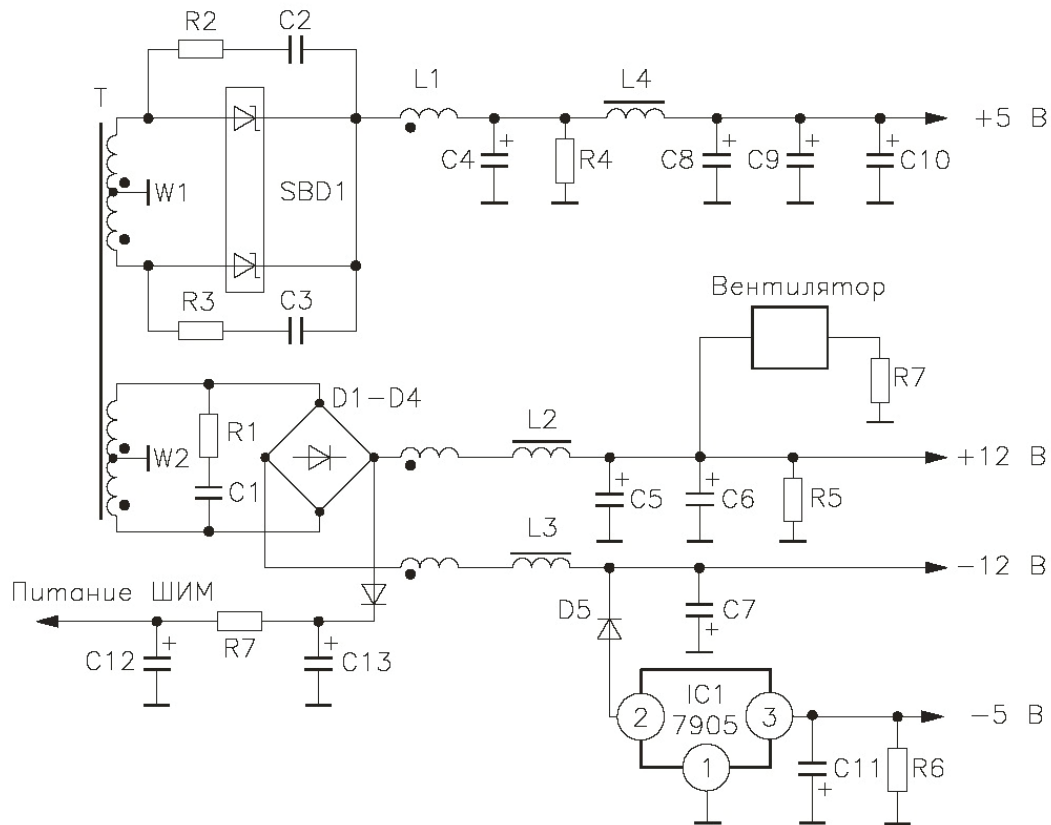 R2
C2
T
L1
L4
+5 В
+
C4
R4
+
C8
+
C9
+
C10
W1
SBD1
R3
C3
Вентилятор
R7
D1-D4
R1
W2
C1
L2
+12 В
+
C5
+
C6
R5
L3
-12 В
Питание ШИМ
D5
C7
+
R7
+
C12
+
C13
IC1
7905
2
3
1
-5 В
C11
+
R6